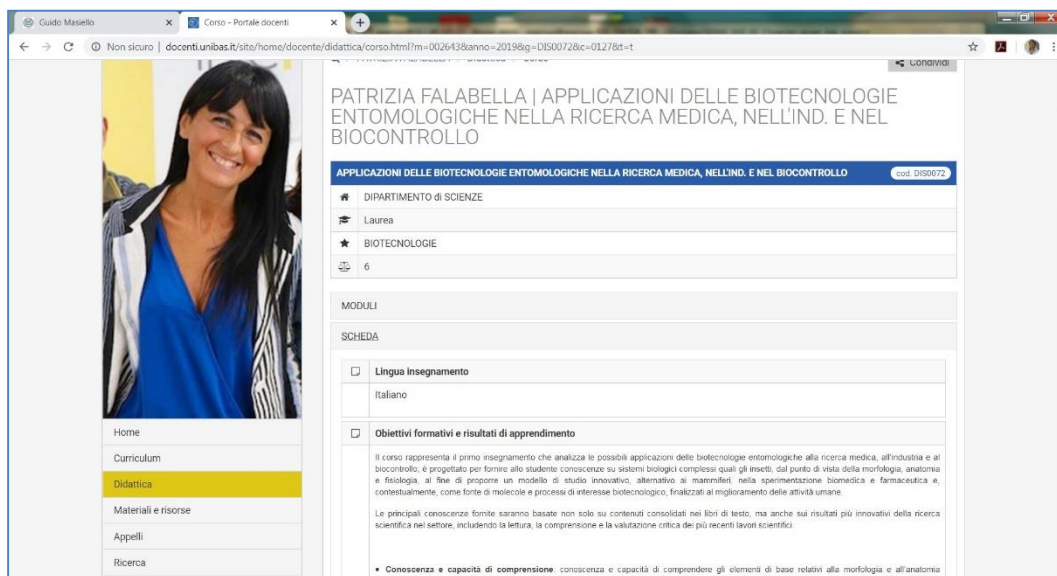 Guido Masiello
Corso - Portale docenti
Non sicuro | docenti.unibas.it/site/home/docente/didattica/corso.html?m=002643&anno=2019&g=DIS0072&c=0127&t=t
Condividi
PATRIZIA FALABELLA | APPLICAZIONI DELLE BIOTECNOLOGIE
ENTOMOLOGICHE NELLA RICERCA MEDICA, NELL'IND. E NEL
BIOCONTROLLO
APPLICAZIONI DELLE BIOTECNOLOGIE ENTOMOLOGICHE NELLA RICERCA MEDICA, NELL'IND. E NEL BIOCONTROLLO cod. DIS0072
DIPARTIMENTO di SCIENZE
Laurea
BIOTECNOLOGIE
6
MODULI
SCHEDA
Lingua insegnamento
Italiano
Obiettivi formativi e risultati di apprendimento
Il corso rappresenta il primo insegnamento che analizza le possibili applicazioni delle biotecnologie entomologiche alla ricerca medica, all'industria e al
biocontrollo, è progettato per fornire allo studente conoscenze su sistemi biologici complessi quali gli insetti, dal punto di vista della morfologia, anatomia
e fisiologia, al fine di proporre un modello di studio innovativo, alternativo ai mammiferi, nella sperimentazione biomedica e farmaceutica e,
contestualmente, come fonte di molecole e processi di interesse biotecnologico, finalizzati al miglioramento delle attività umane.
Le principali conoscenze fornite saranno basate non solo su contenuti consolidati nei libri di testo, ma anche sui risultati più innovativi della ricerca
scientifica nel settore, includendo la lettura, la comprensione e la valutazione critica dei più recenti lavori scientifici.
• Conoscenza e capacità di comprensione: conoscenza e capacità di comprendere gli elementi di base relativi alla morfologia e all'anatomia
Home
Curriculum
Didattica
Materiali e risorse
Appelli
Ricerca